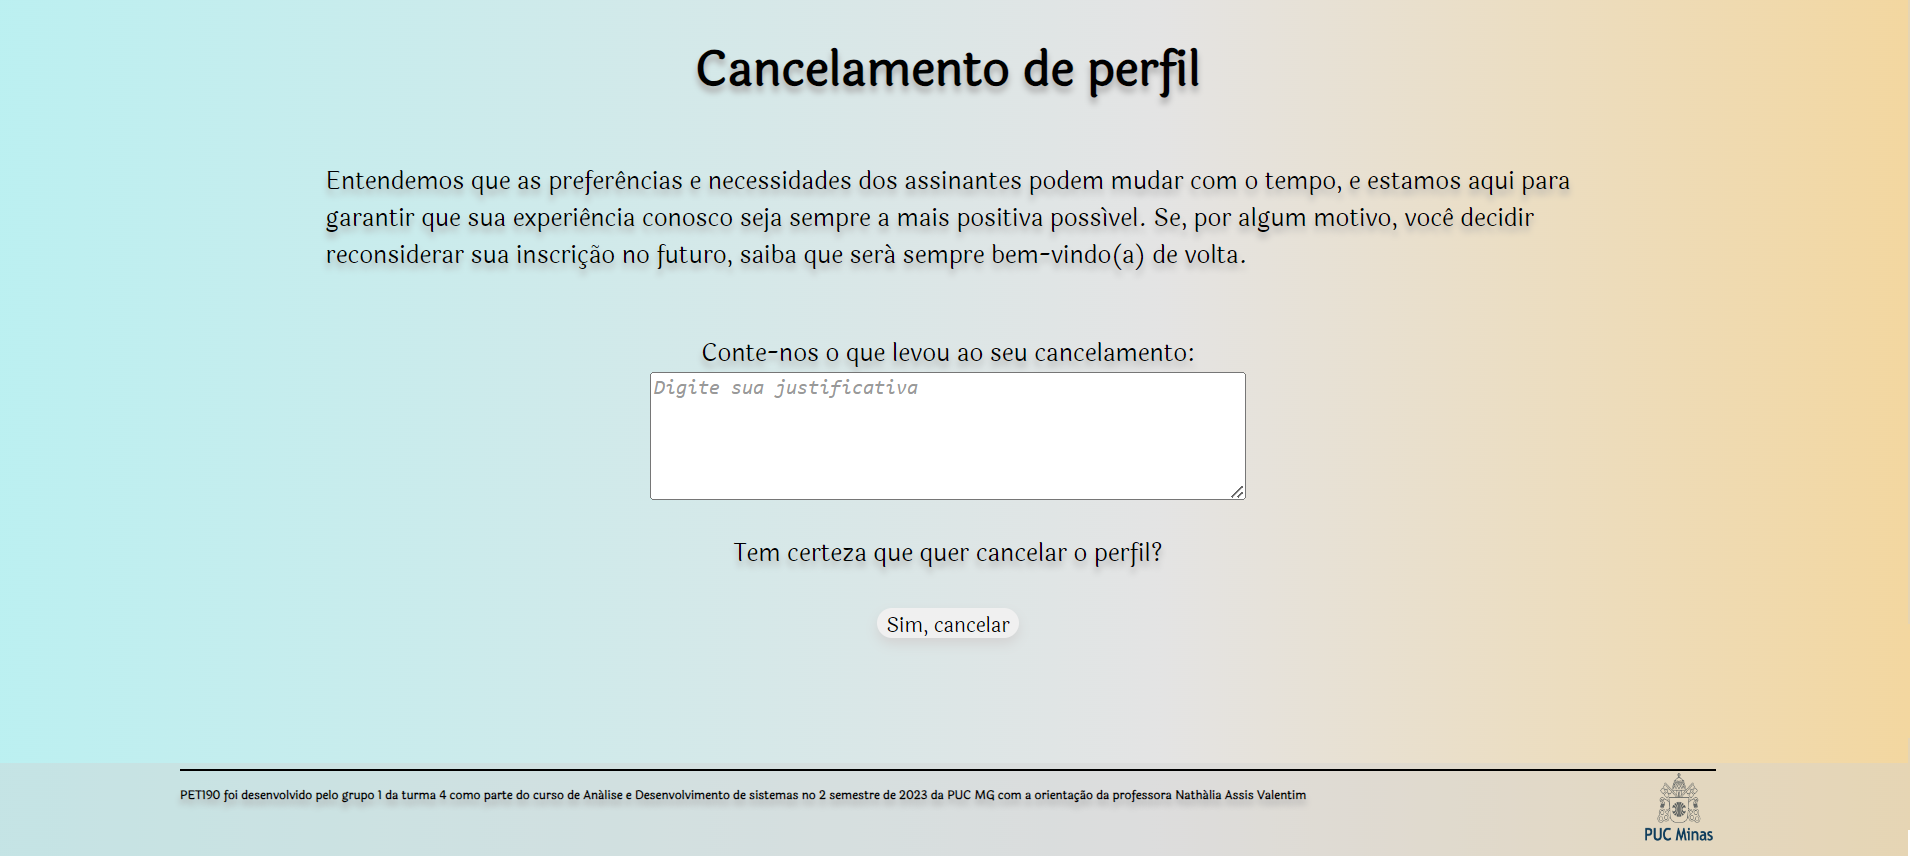 Cancelamento de perfil
Entendemos que as preferências e necessidades dos assinantes podem mudar com o tempo, e estamos aqui para
garantir que sua experiência conosco seja sempre a mais positiva possìvel. Se, por algum motivo, você decidir
reconsiderar sua inscrição no futuro, saiba que serà sempre bem-vindo(a) de volta.
Conte-nos o que levou ao seu cancelamento:
Digite sua justificativa
Tem certeza que quer cancelar o perfil?
Sim, cancelar
PET190 foi desenvolvido pelo grupo 1 da turma 4 como parte do curso de Anàlise e Desenvolvimento de sistemas no 2 semestre de 2023 da PUC MG com a orientação da professora Nathàlia Assis Valentim
PUC Minas